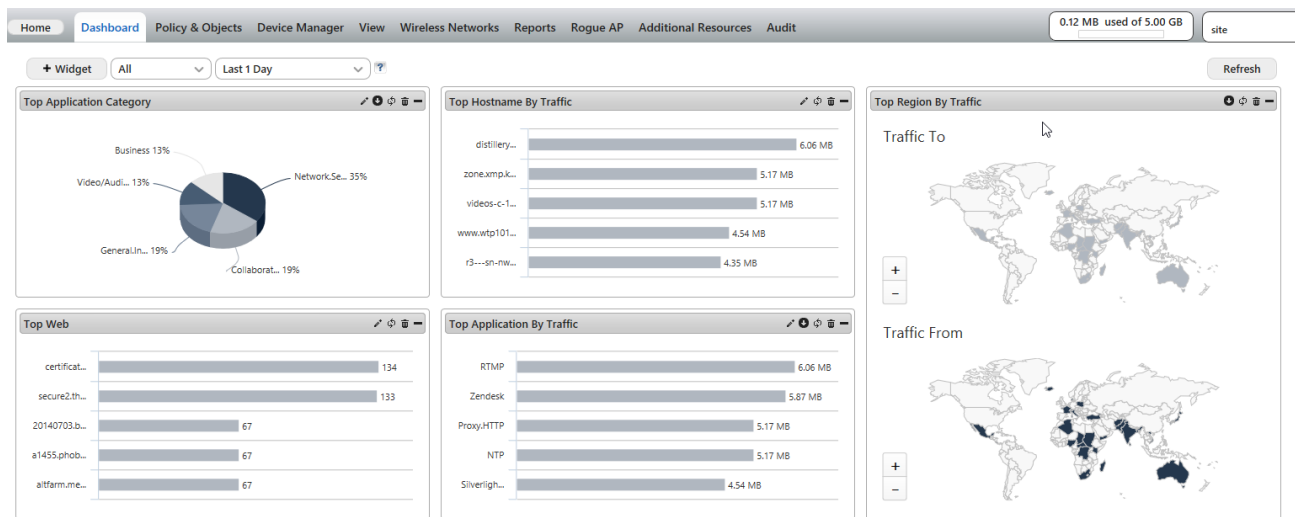 Home Dashboard Policy & Objects Device Manager View Wireless Networks Reports Rogue AP Additional Resources Audit 0.12 MB used of 5.00 GB site
+ Widget All Last 1 Day ? Refresh
Top Application Category
Business 13%
Video/Audi... 13%
Network.Se... 35%
General.In... 19%
Collaborat... 19%
Top Hostname By Traffic
distillery... 6.06 MB
zone.xmp.k... 5.17 MB
videos-c-1... 5.17 MB
www.wtp101... 4.54 MB
r3---sn-nw... 4.35 MB
Top Region By Traffic
Traffic To
+
−
Traffic From
+
−
Top Web
certificat... 134
secure2.th... 133
20140703.b... 67
a1455.phob... 67
altfarm.me... 67
Top Application By Traffic
RTMP 6.06 MB
Zendesk 5.87 MB
Proxy.HTTP 5.17 MB
NTP 5.17 MB
Silverligh... 4.54 MB